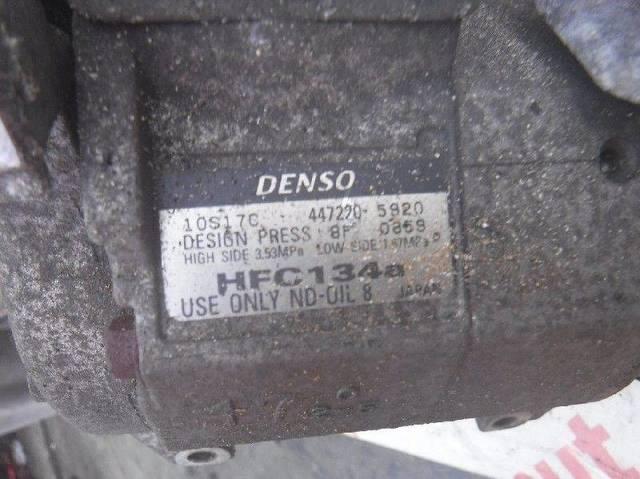 DENSO
10S17C 447220-5920
DESIGN PRESS 8F 0859
HIGH SIDE 3.53MPa LOW SIDE 1.67MPa
HFC134a
USE ONLY ND-OIL 8 JAPAN
17